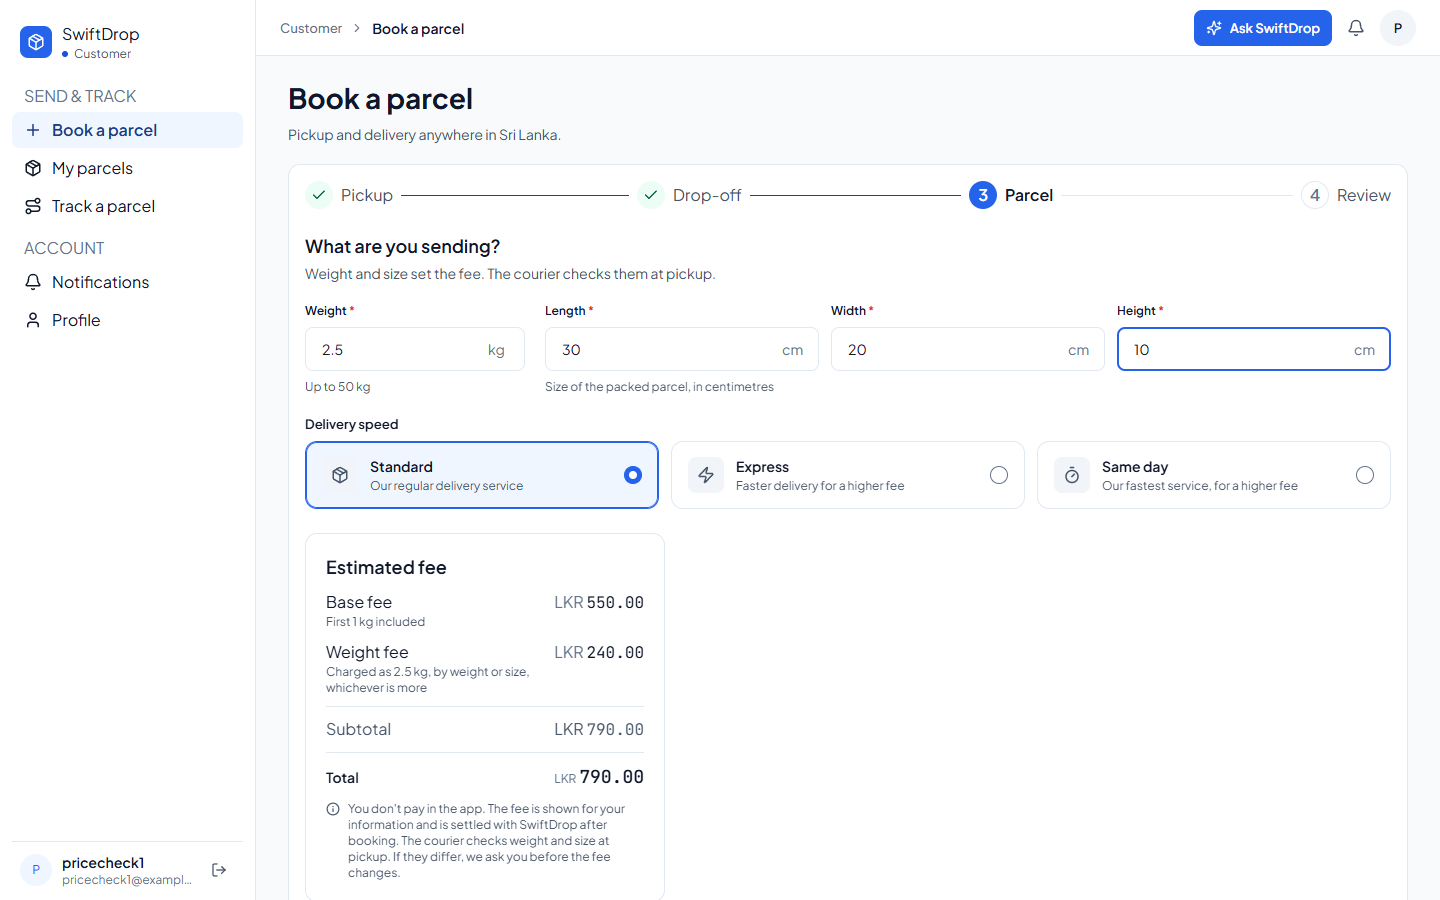 SwiftDrop
Customer
SEND & TRACK
Book a parcel
My parcels
Track a parcel
ACCOUNT
Notifications
Profile
P
pricecheck1
pricecheck1@exampl...
Customer > Book a parcel
Ask SwiftDrop
P
Book a parcel
Pickup and delivery anywhere in Sri Lanka.
Pickup
Drop-off
3 Parcel
4 Review
What are you sending?
Weight and size set the fee. The courier checks them at pickup.
Weight * Length * Width * Height *
2.5 kg 30 cm 20 cm 10 cm
Up to 50 kg Size of the packed parcel, in centimetres
Delivery speed
Standard
Our regular delivery service
Express
Faster delivery for a higher fee
Same day
Our fastest service, for a higher fee
Estimated fee
Base fee LKR 550.00
First 1 kg included
Weight fee LKR 240.00
Charged as 2.5 kg, by weight or size,
whichever is more
Subtotal LKR 790.00
Total LKR 790.00
You don't pay in the app. The fee is shown for your
information and is settled with SwiftDrop after
booking. The courier checks weight and size at
pickup. If they differ, we ask you before the fee
changes.